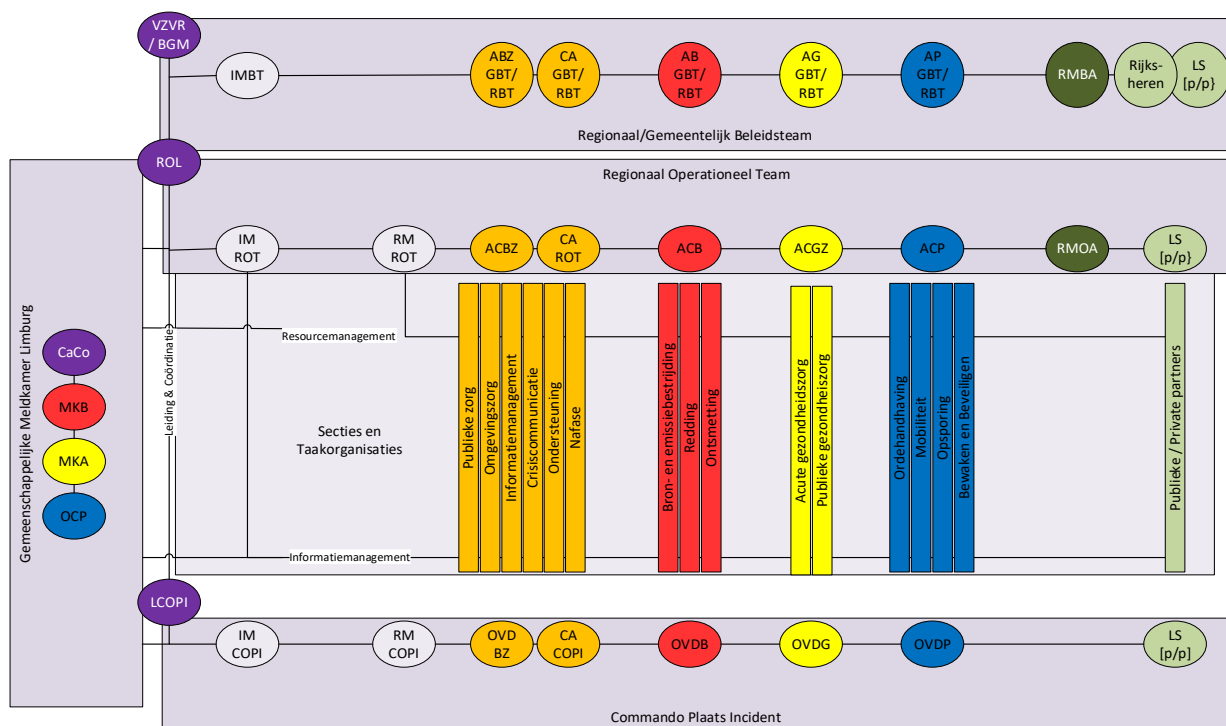 VZVR
/ BGM
IMBT
ABZ
GBT/
RBT
CA
GBT/
RBT
AB
GBT/
RBT
AG
GBT/
RBT
AP
GBT/
RBT
RMBA
Rijks-
heren
LS
[p/p}
Regionaal/Gemeentelijk Beleidsteam
ROL
Regionaal Operationeel Team
IM
ROT
RM
ROT
ACBZ
CA
ROT
ACB
ACGZ
ACP
RMOA
LS
[p/p}
Gemeenschappelijke Meldkamer Limburg
CaCo
MKB
MKA
OCP
Leiding & Coördinatie
Resourcemanagement
Secties en
Taakorganisaties
Informatiemanagement
Publieke zorg
Omgevingszorg
Informatiemanagement
Crisiscommunicatie
Ondersteuning
Nafase
Bron- en emissiebestrijding
Redding
Ontsmetting
Acute gezondheidszorg
Publieke gezondheiszorg
Ordehandhaving
Mobiliteit
Opsporing
Bewaken en Beveiligen
Publieke / Private partners
LCOPI
IM
COPI
RM
COPI
OVD
BZ
CA
COPI
OVDB
OVDG
OVDP
LS
[p/p]
Commando Plaats Incident